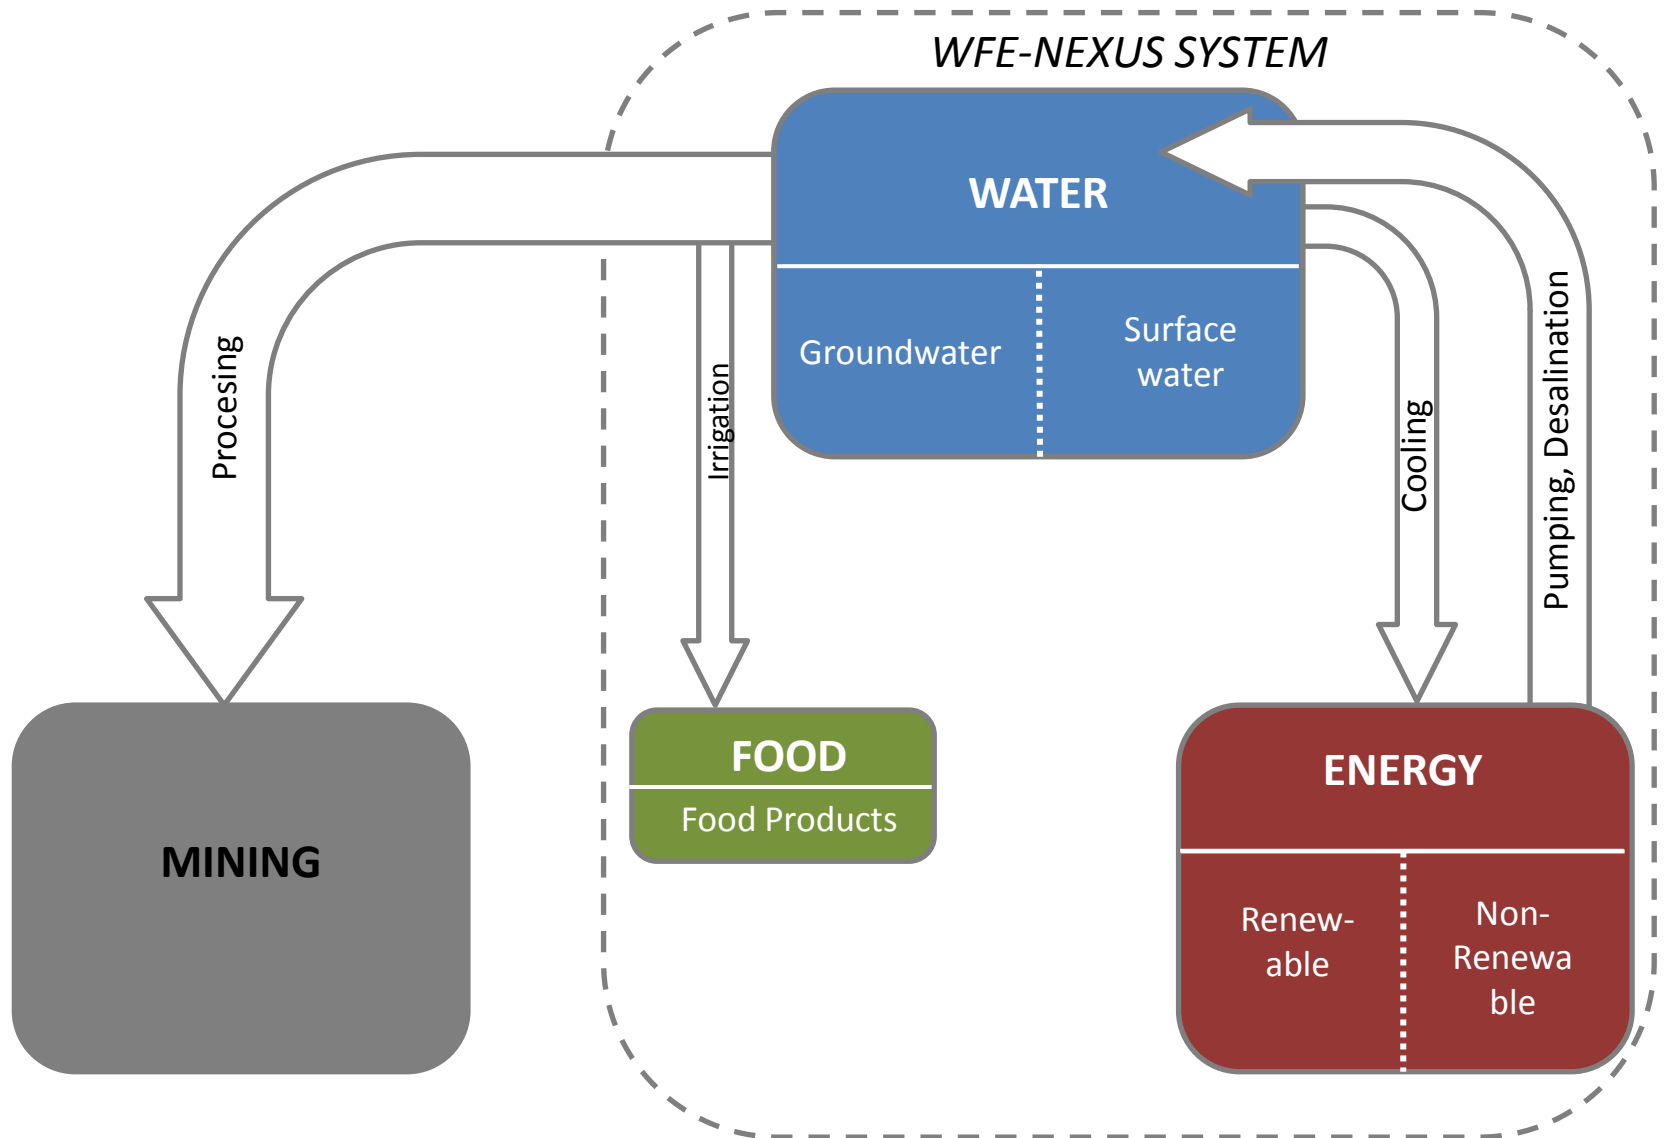 WFE-NEXUS SYSTEM
WATER
Groundwater
Surface
water
Procesing
Irrigation
Cooling
Pumping, Desalination
MINING
FOOD
Food Products
ENERGY
Renew-
able
Non-
Renewa
ble